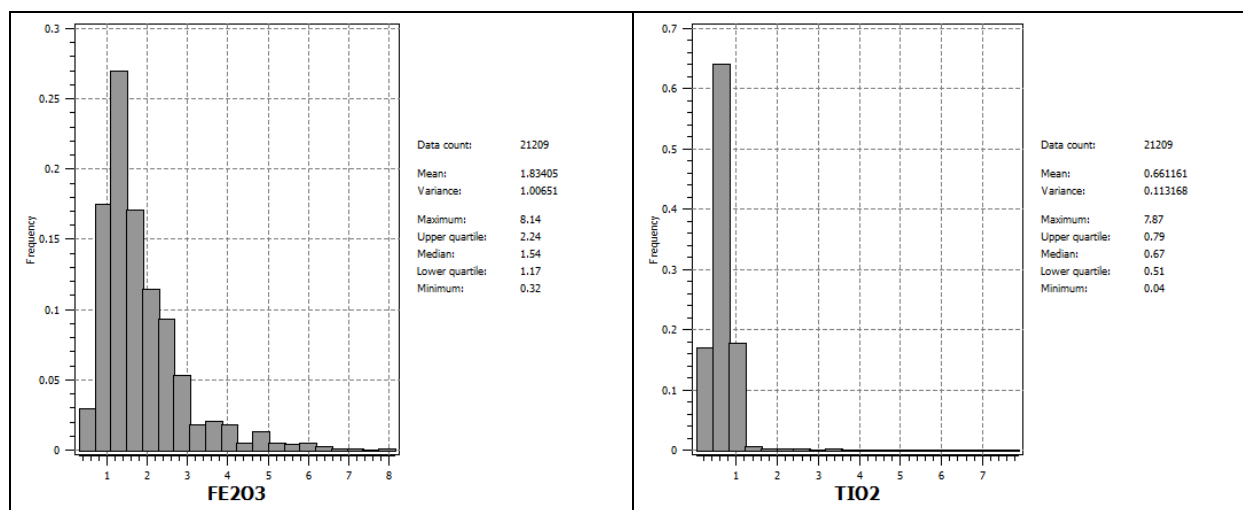 0.3
0.25
0.2
0.15
0.1
0.05
0
Frequency
1 2 3 4 5 6 7 8
FE2O3
Data count: 21209
Mean: 1.83405
Variance: 1.00651
Maximum: 8.14
Upper quartile: 2.24
Median: 1.54
Lower quartile: 1.17
Minimum: 0.32
0.7
0.6
0.5
0.4
0.3
0.2
0.1
0
Frequency
1 2 3 4 5 6 7
TIO2
Data count: 21209
Mean: 0.661161
Variance: 0.113168
Maximum: 7.87
Upper quartile: 0.79
Median: 0.67
Lower quartile: 0.51
Minimum: 0.04